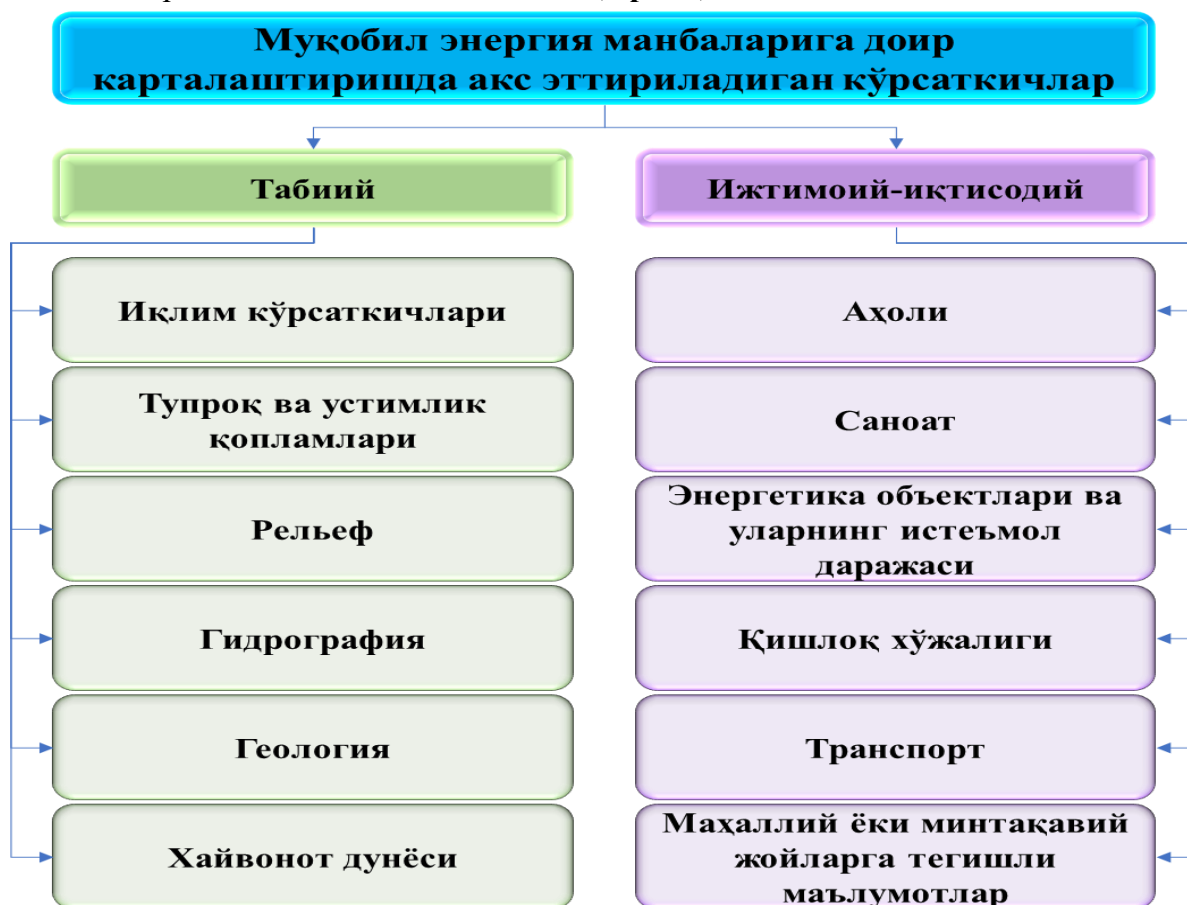 Муқобил энергия манбаларига доир
карталаштиришда акс эттириладиган кўрсаткичлар
Табиий
Ижтимоий-иқтисодий
Иқлим кўрсаткичлари
Тупроқ ва устимлик
қопламлари
Рельеф
Гидрография
Геология
Хайвонот дунёси
Аҳоли
Саноат
Энергетика объектлари ва
уларнинг истеъмол
даражаси
Қишлоқ хўжалиги
Транспорт
Маҳаллий ёки минтақавий
жойларга тегишли
маълумотлар